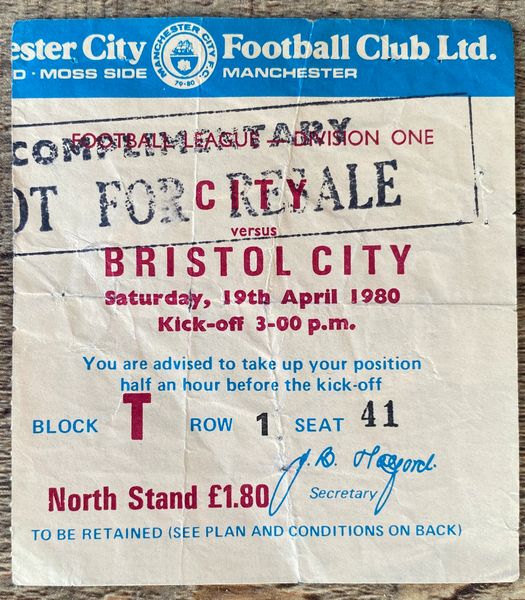 ester City Football Club Ltd.
D · MOSS SIDE MANCHESTER
MANCHESTER CITY F.C.
79-80
FOOTBALL LEAGUE — DIVISION ONE
COMPLIMENTARY
OT FOR RESALE
CITY
versus
BRISTOL CITY
Saturday, 19th April 1980
Kick-off 3-00 p.m.
You are advised to take up your position
half an hour before the kick-off
BLOCK T ROW 1 SEAT 41
North Stand £1.80
Secretary
TO BE RETAINED (SEE PLAN AND CONDITIONS ON BACK)